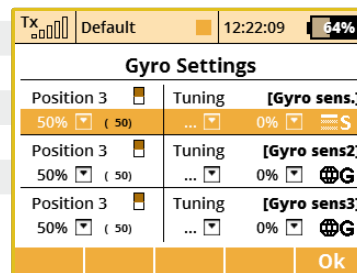 Tx Default 12:22:09 64%
Gyro Settings
Position 3 Tuning [Gyro sens.]
50% ( 50) ... 0% S
Position 3 Tuning [Gyro sens2]
50% ( 50) ... 0% G
Position 3 Tuning [Gyro sens3]
50% ( 50) ... 0% G
Ok